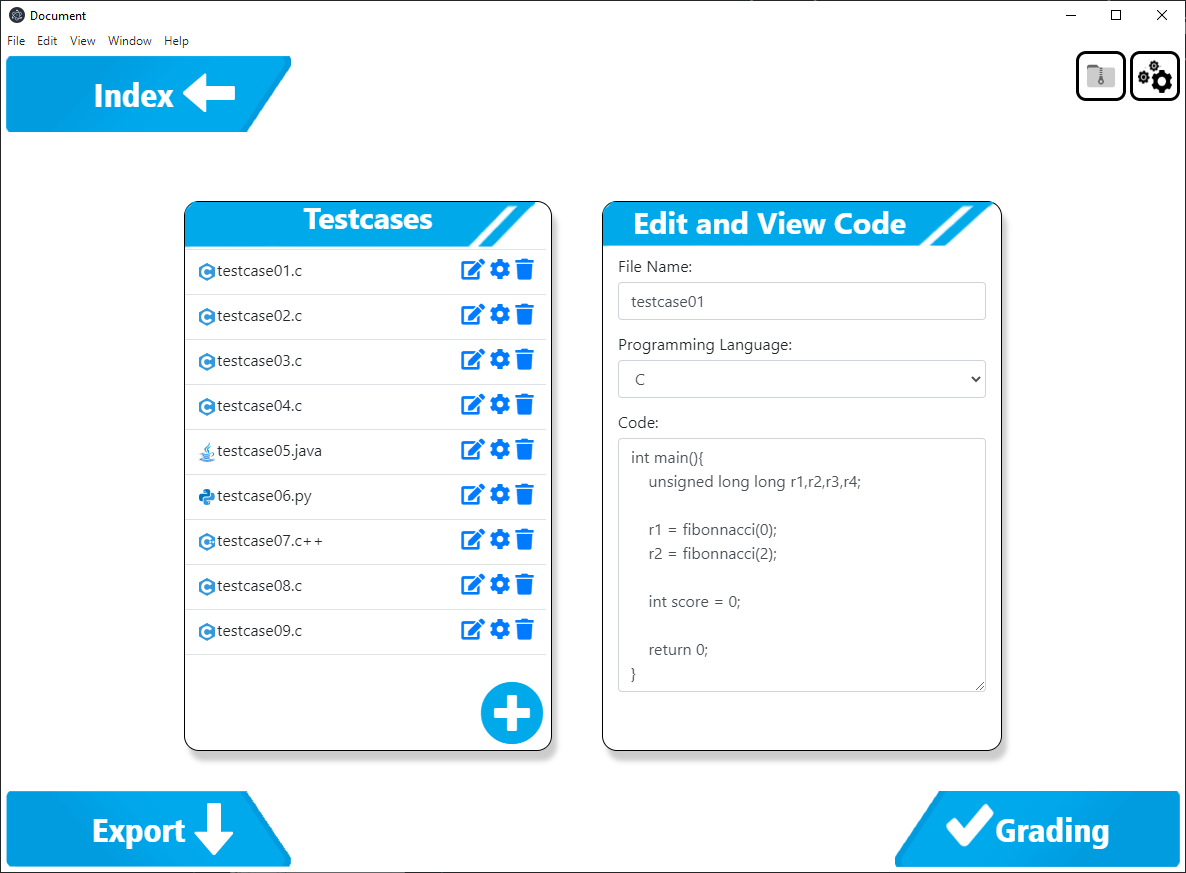 Document
File Edit View Window Help
Index
Testcases
testcase01.c
testcase02.c
testcase03.c
testcase04.c
testcase05.java
testcase06.py
testcase07.c++
testcase08.c
testcase09.c
Edit and View Code
File Name:
testcase01
Programming Language:
C
Code:
int main(){
unsigned long long r1,r2,r3,r4;
r1 = fibonnacci(0);
r2 = fibonnacci(2);
int score = 0;
return 0;
}
Export
Grading